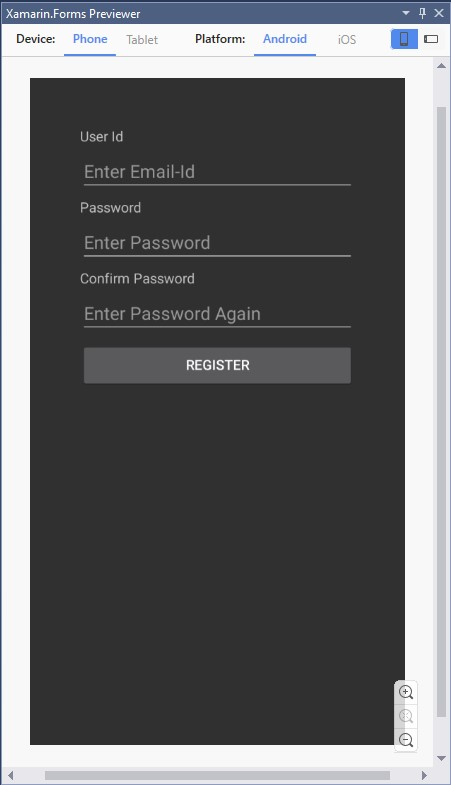 Xamarin.Forms Previewer
Device: Phone Tablet Platform: Android iOS
User Id
Enter Email-Id
Password
Enter Password
Confirm Password
Enter Password Again
REGISTER